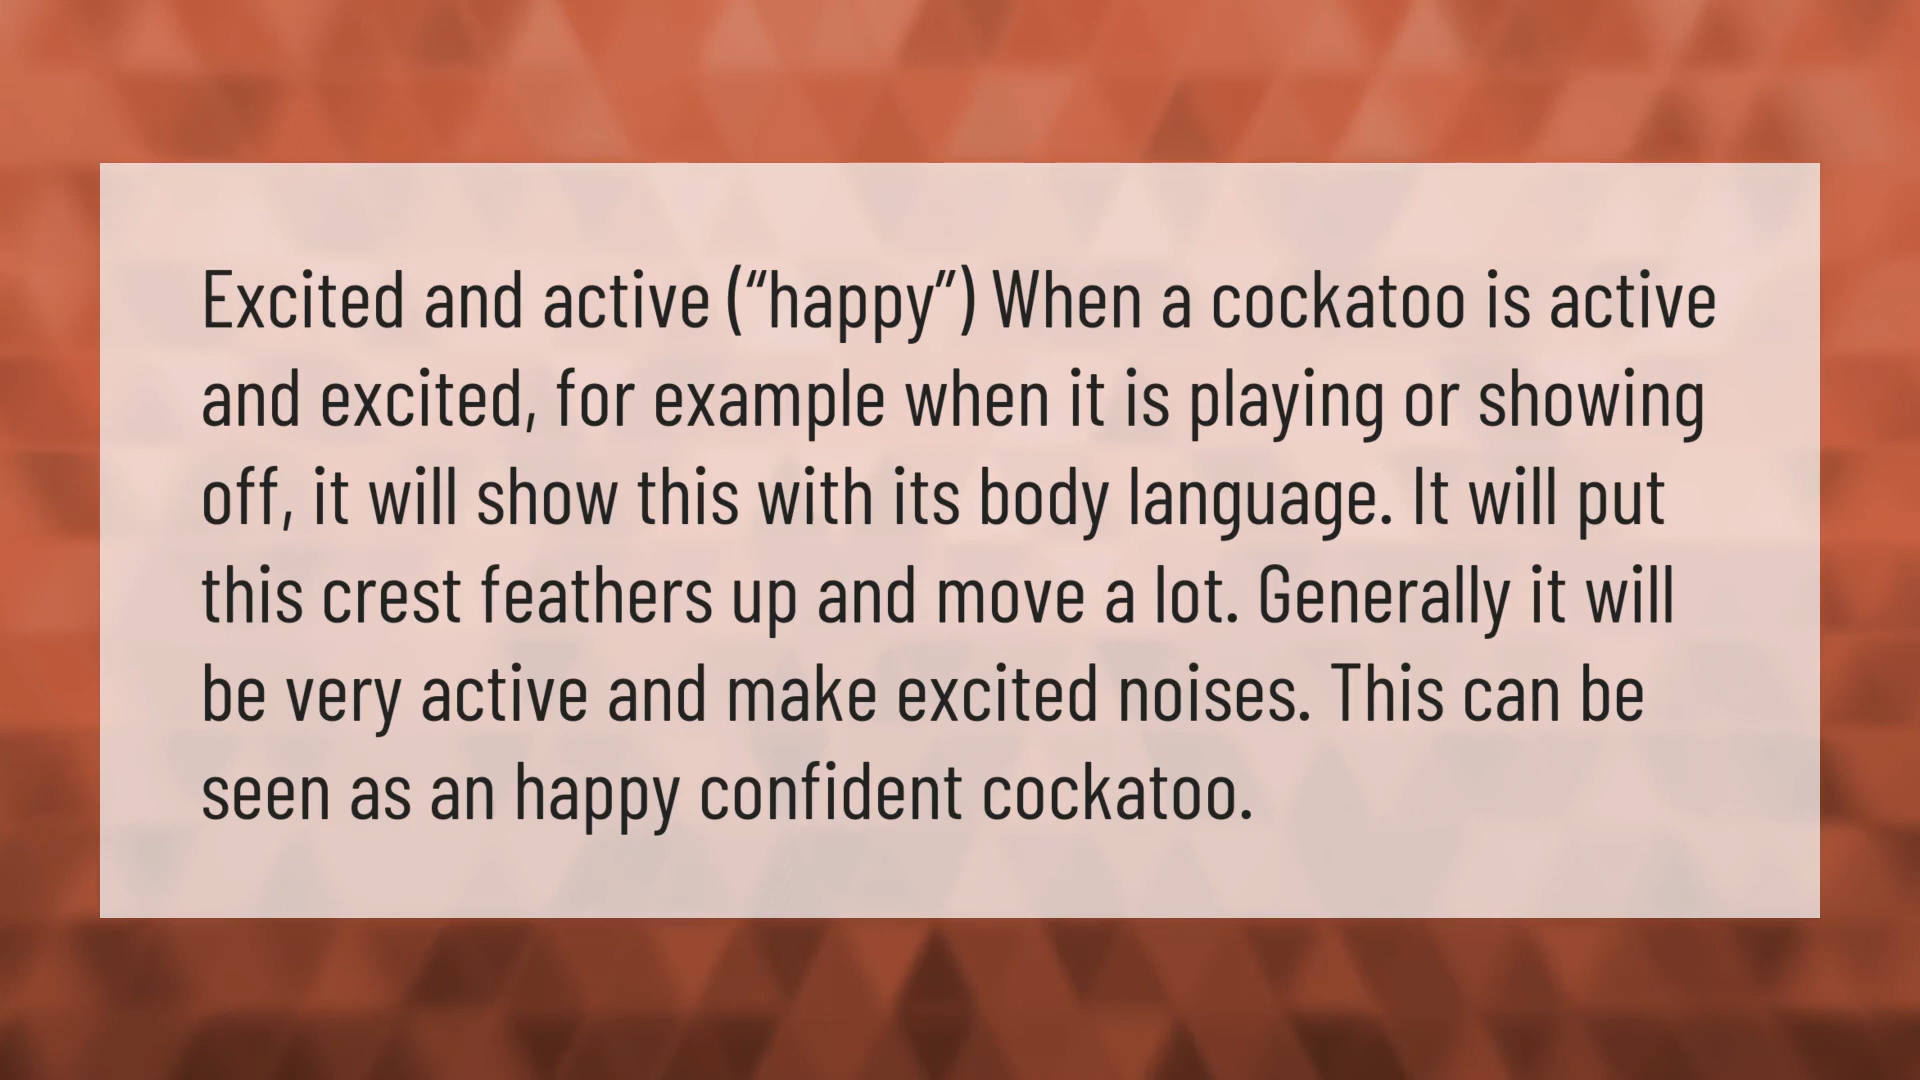 Excited and active (“happy”) When a cockatoo is active
and excited, for example when it is playing or showing
off, it will show this with its body language. It will put
this crest feathers up and move a lot. Generally it will
be very active and make excited noises. This can be
seen as an happy confident cockatoo.